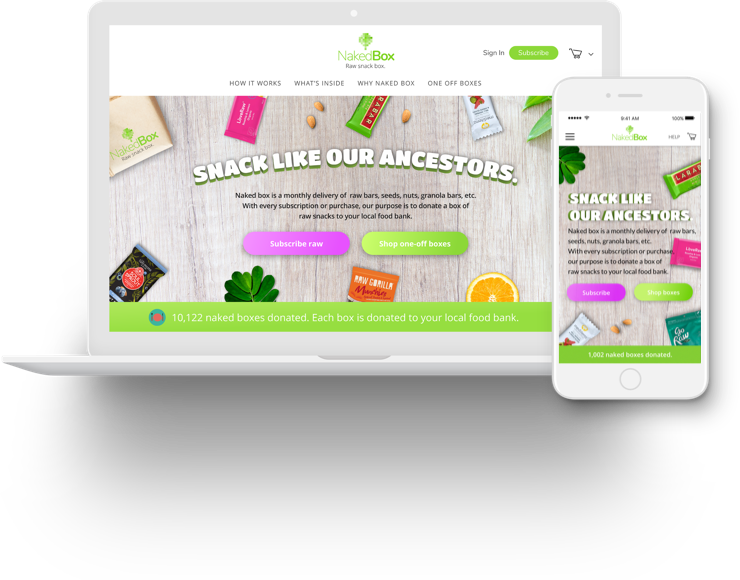 NakedBox
Raw snack box.
Sign In
Subscribe
HOW IT WORKS
WHAT'S INSIDE
WHY NAKED BOX
ONE OFF BOXES
NakedBox
Raw snack box.
LÄRABAR
SNACK LIKE OUR ANCESTORS.
Naked box is a monthly delivery of raw bars, seeds, nuts, granola bars, etc.
With every subscription or purchase, our purpose is to donate a box of
raw snacks to your local food bank.
Subscribe raw
Shop one-off boxes
RAW GORILLA
Munchies
10,122 naked boxes donated. Each box is donated to your local food bank.
9:41 AM
100%
NakedBox
HELP
LÄRAB
SNACK LIKE
OUR ANCESTORS.
Naked box is a monthly delivery of raw bars,
seeds, nuts, granola bars, etc.
With every subscription or purchase,
our purpose is to donate a box of
raw snacks to your local food bank.
Subscribe
Shop boxes
Go
Raw
1,002 naked boxes donated.